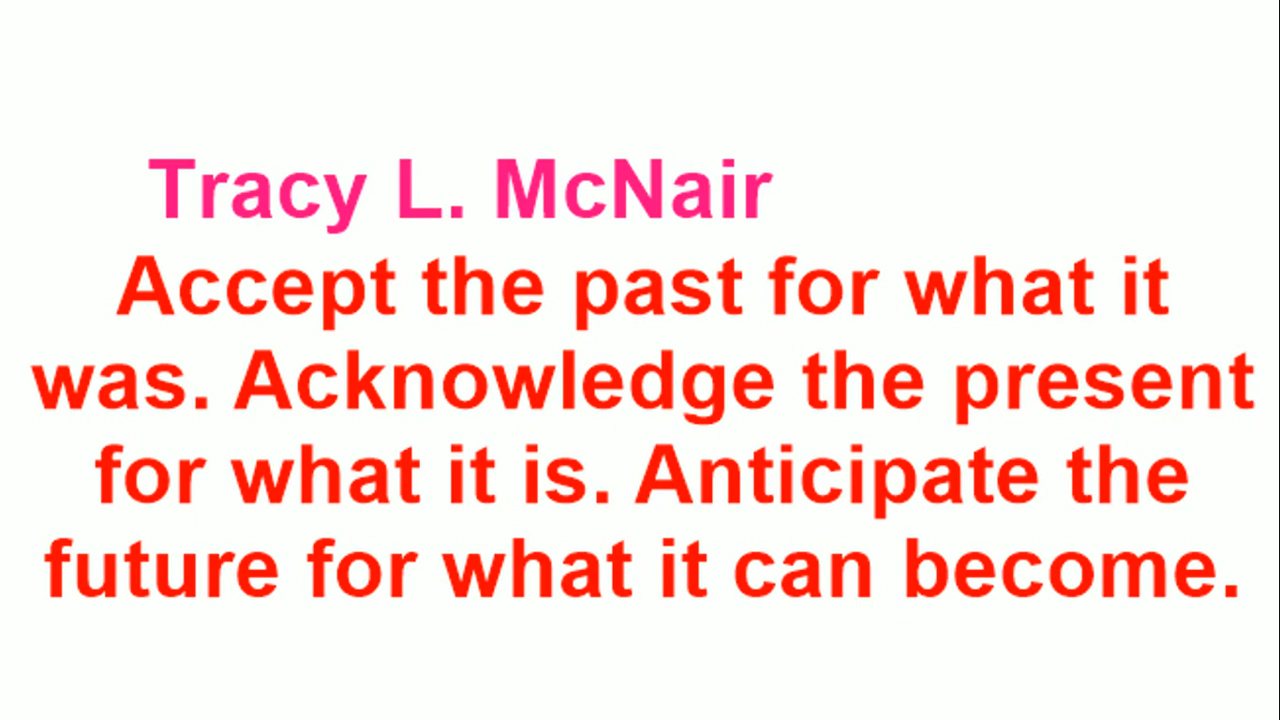 Tracy L. McNair
Accept the past for what it
was. Acknowledge the present
for what it is. Anticipate the
future for what it can become.